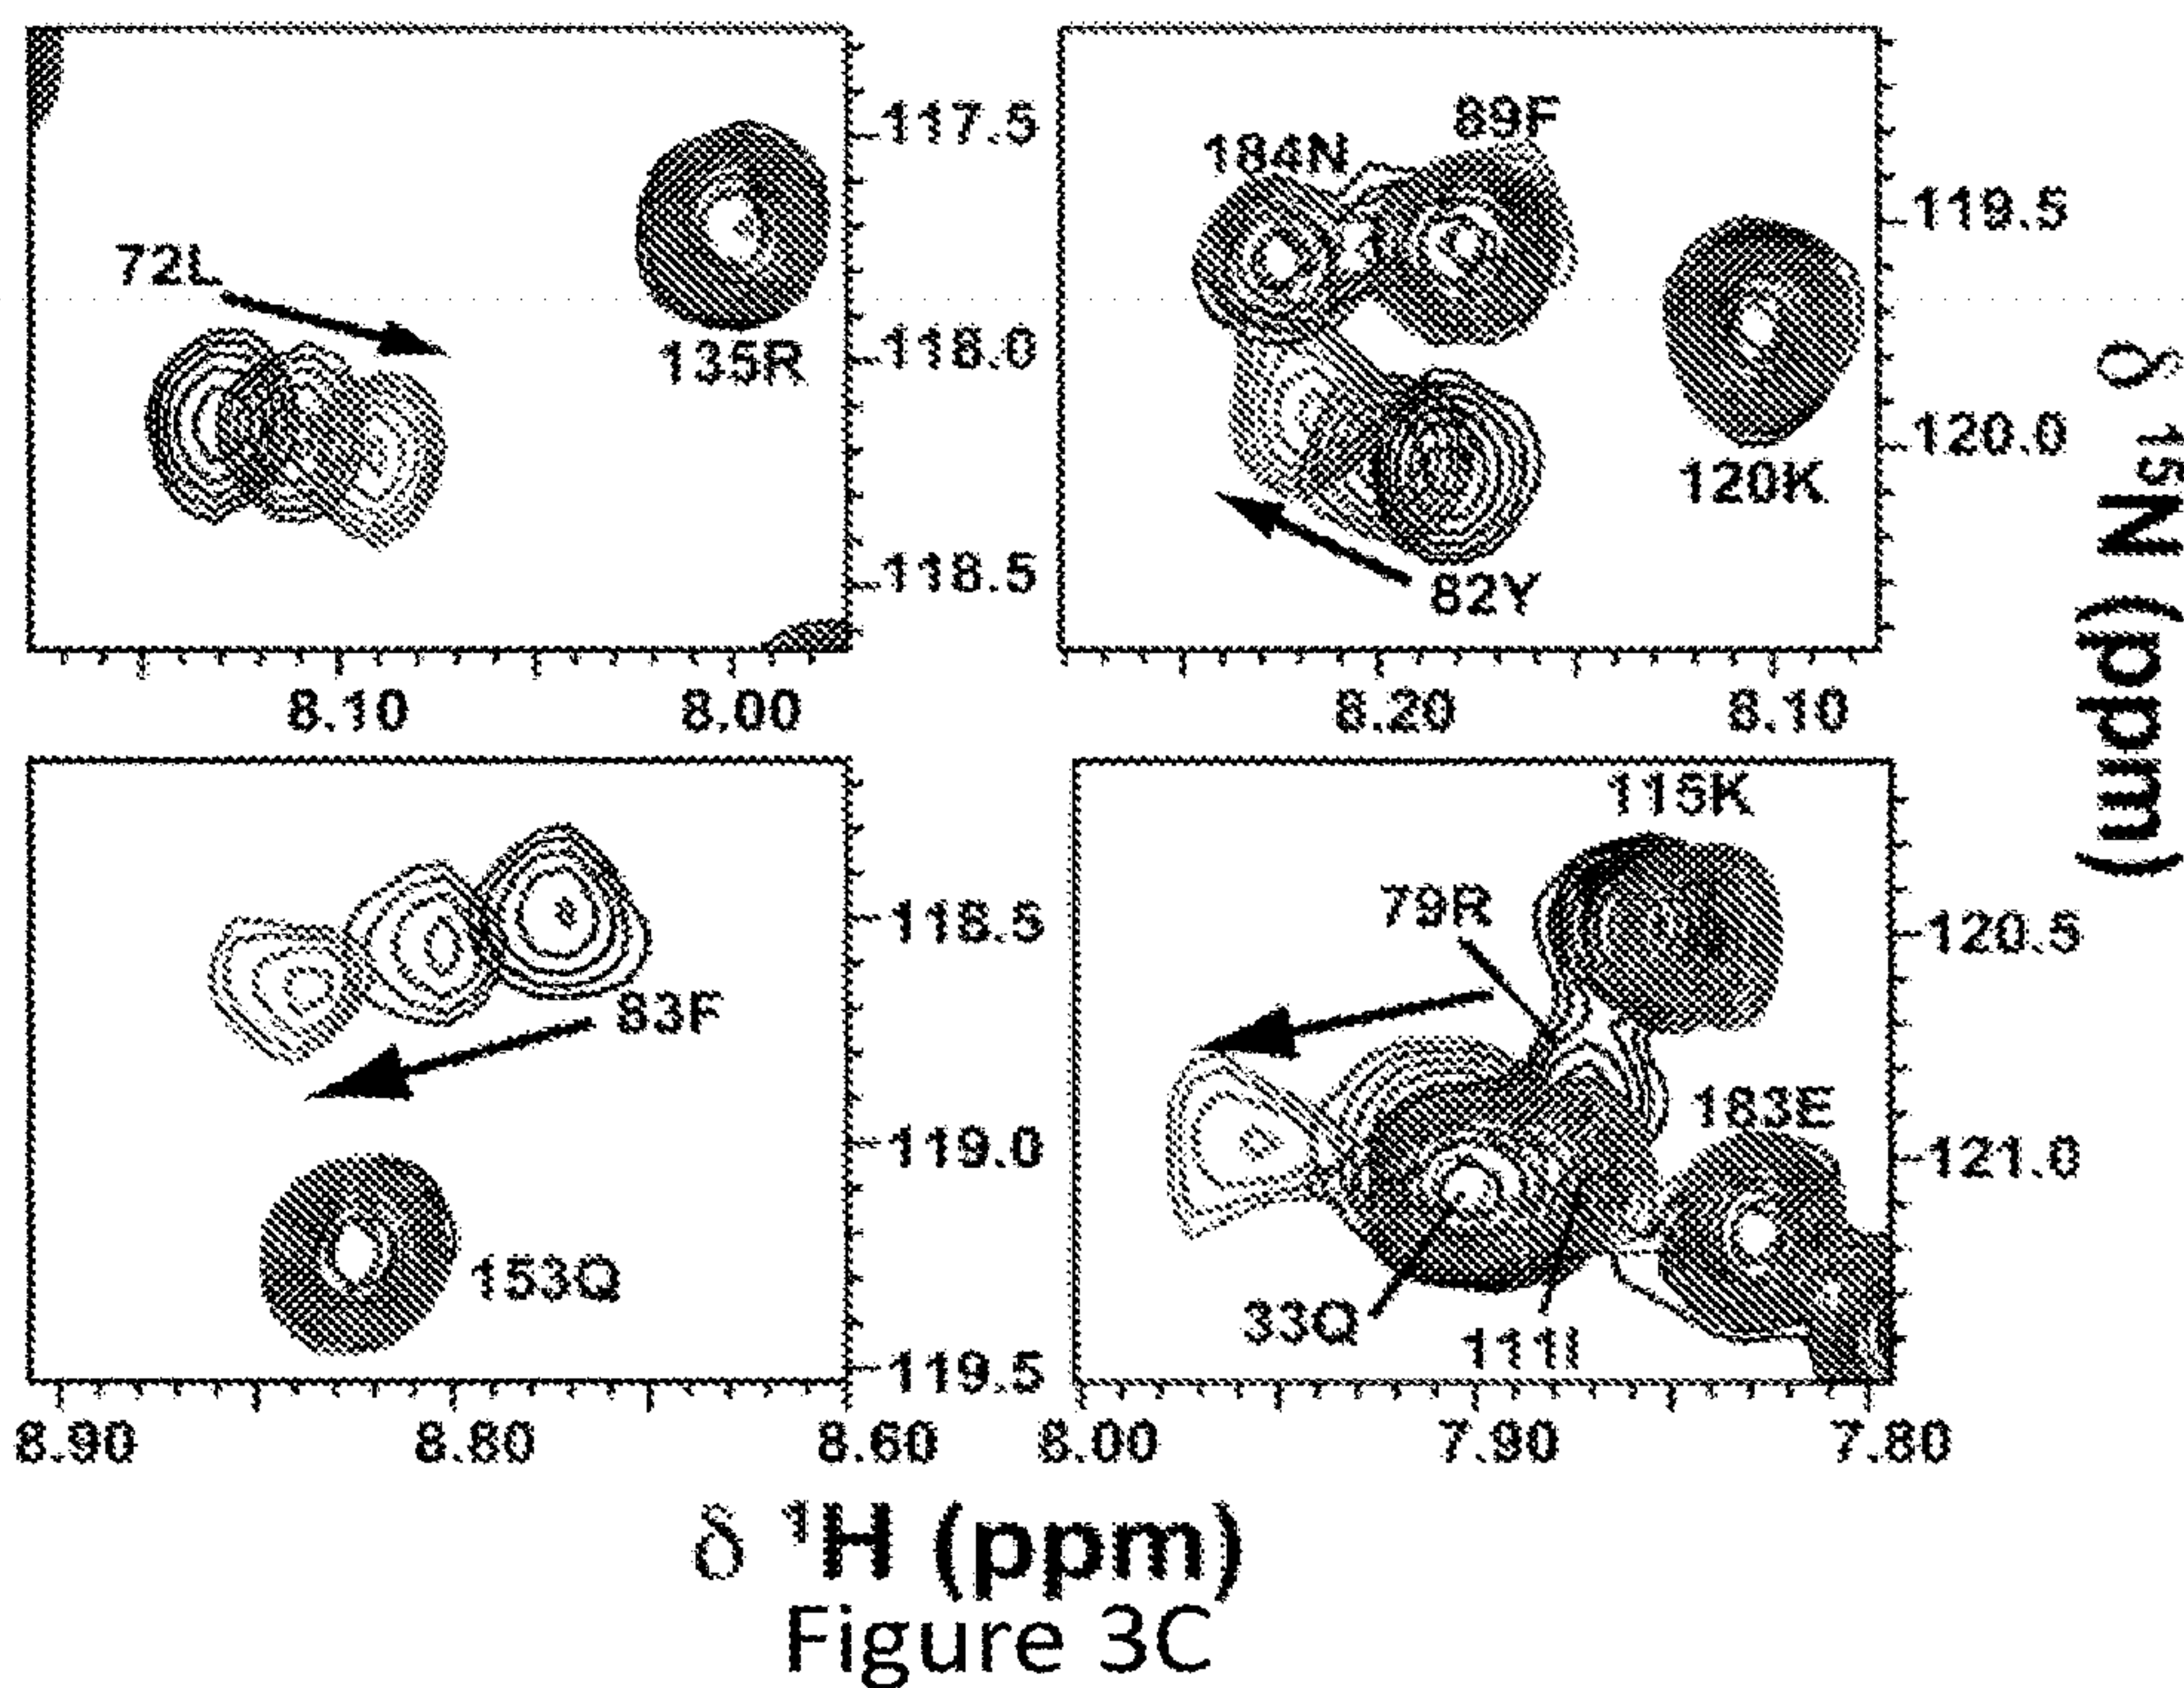 117.5
72L
135R
118.0
118.5
8.10
8.00
184N
89F
119.5
120.0
120K
82Y
8.20
8.10
118.5
83F
119.0
153Q
119.5
8.90
8.80
8.60
115K
79R
120.5
163E
121.0
33Q
111I
8.00
7.90
7.80
δ ¹⁵N (ppm)
δ ¹H (ppm)
Figure 3C